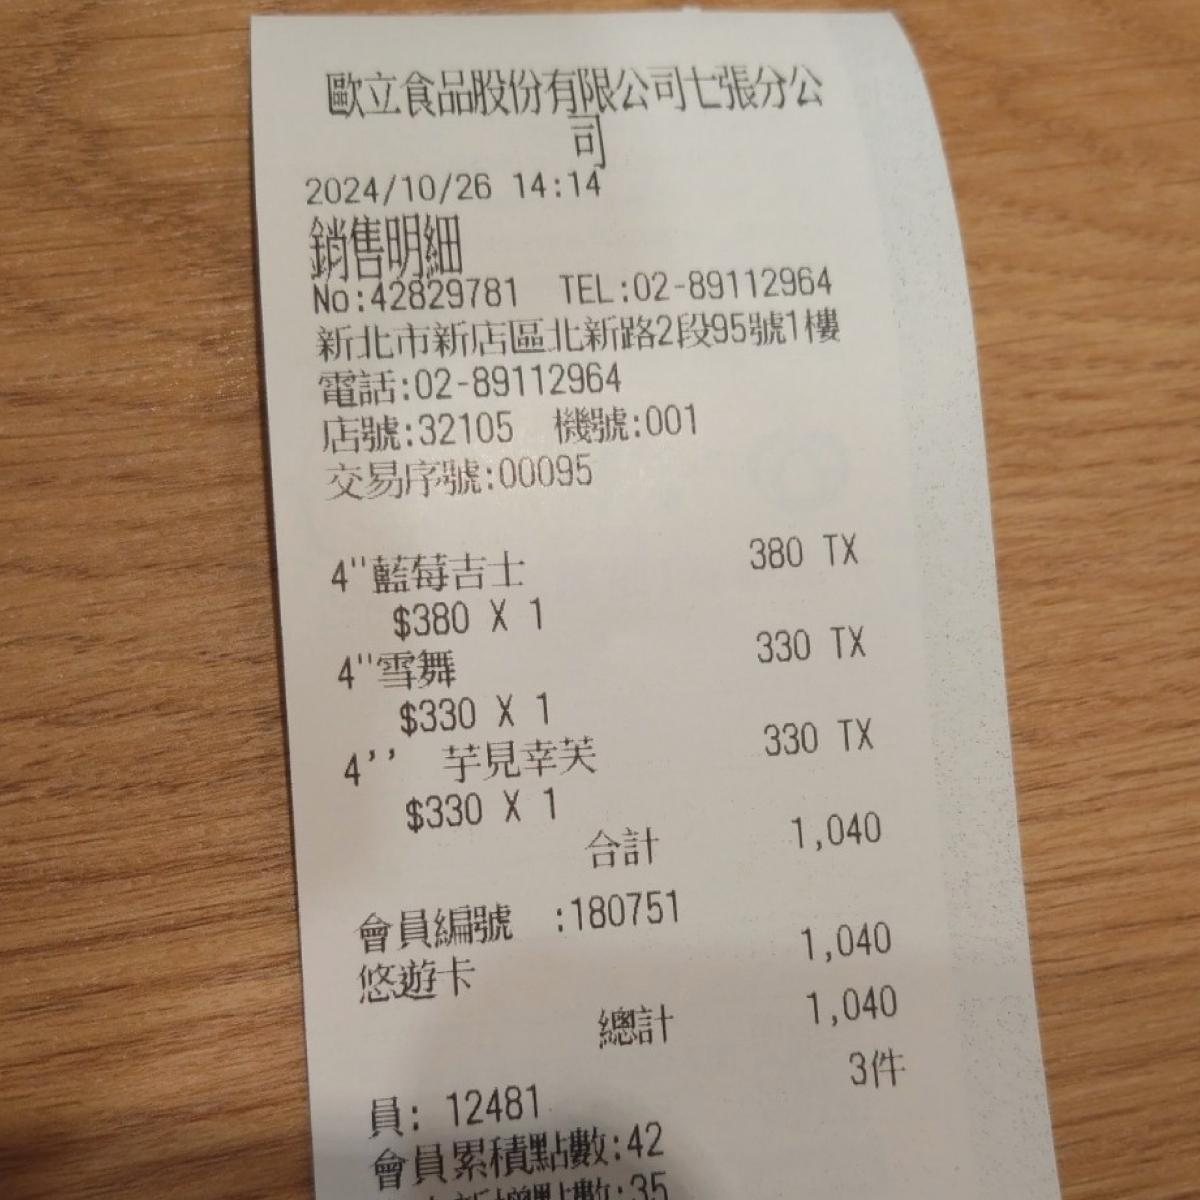 歐立食品股份有限公司七張分公
司
2024/10/26 14:14
銷售明細
No:42829781 TEL:02-89112964
新北市新店區北新路2段95號1樓
電話:02-89112964
店號:32105 機號:001
交易序號:00095
4''藍莓吉士 380 TX
$380 X 1
4''雪舞 330 TX
$330 X 1
4'' 芋見幸芙 330 TX
$330 X 1
合計 1,040
會員編號 :180751
悠遊卡 1,040
總計 1,040
3件
員: 12481
會員累積點數:42
新增點數:35